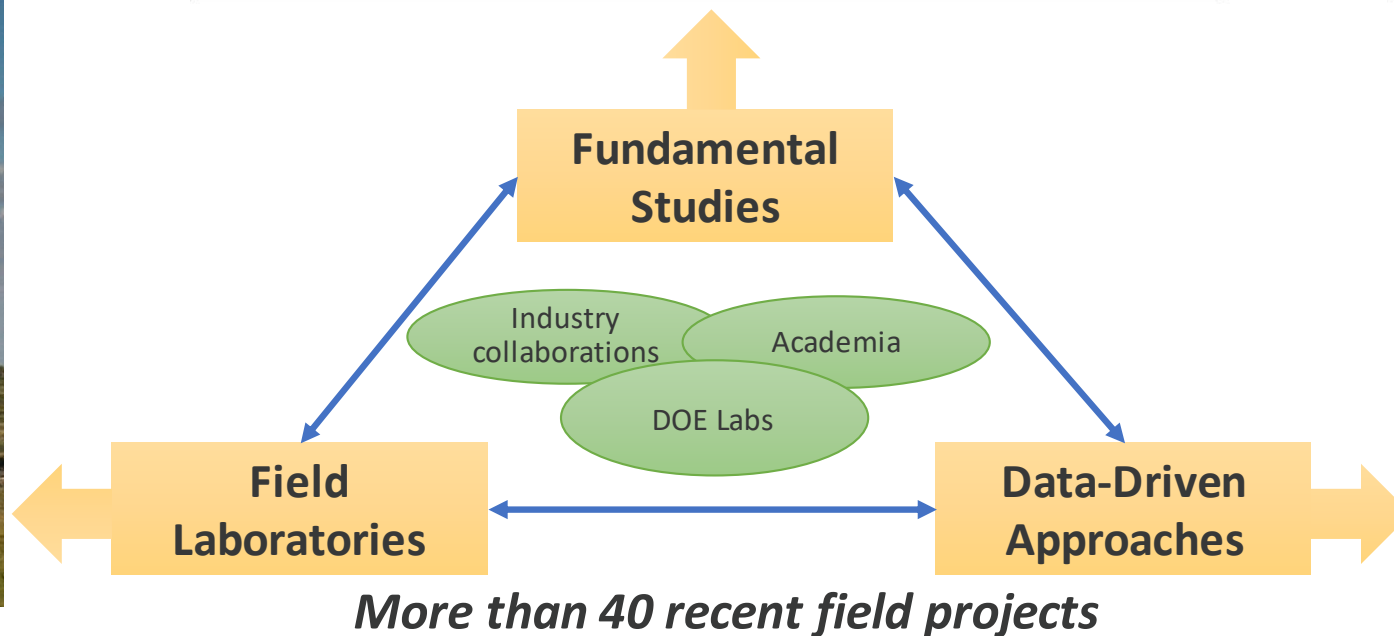 Fundamental
Studies
Industry
collaborations
Academia
DOE Labs
Field
Laboratories
Data-Driven
Approaches
More than 40 recent field projects